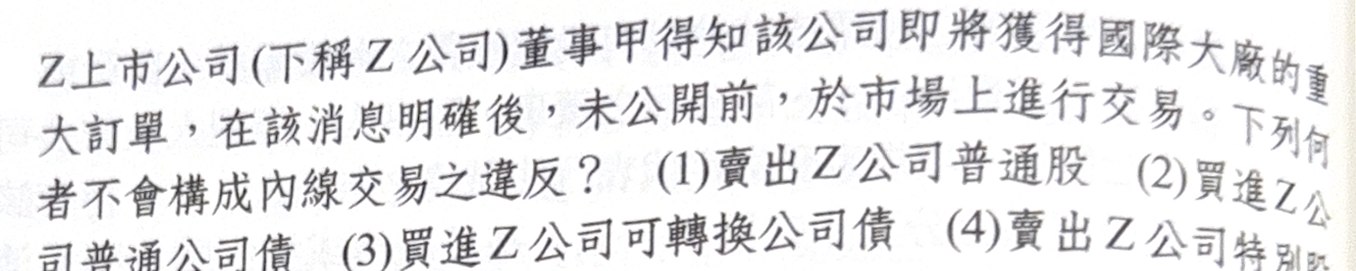 Z上市公司(下稱Z公司)董事甲得知該公司即將獲得國際大廠的重
大訂單，在該消息明確後，未公開前，於市場上進行交易。下列何
者不會構成內線交易之違反？ (1)賣出Z公司普通股 (2)買進Z公
司普通公司債 (3)買進Z公司可轉換公司債 (4)賣出Z公司特別股